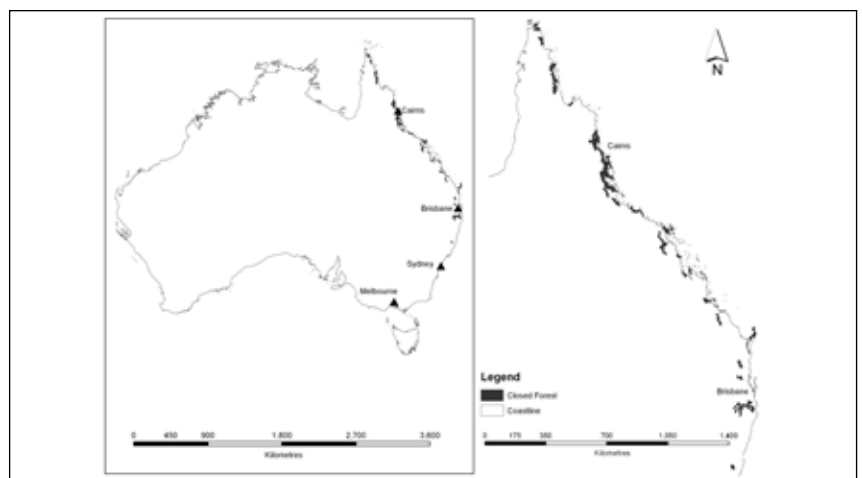 Cairns
Brisbane
Sydney
Melbourne
0 450 900 1.800 2.700 3.600
Kilometres
N
Cairns
Brisbane
Legend
Closed Forest
Coastline
0 175 350 700 1.050 1.400
Kilometres